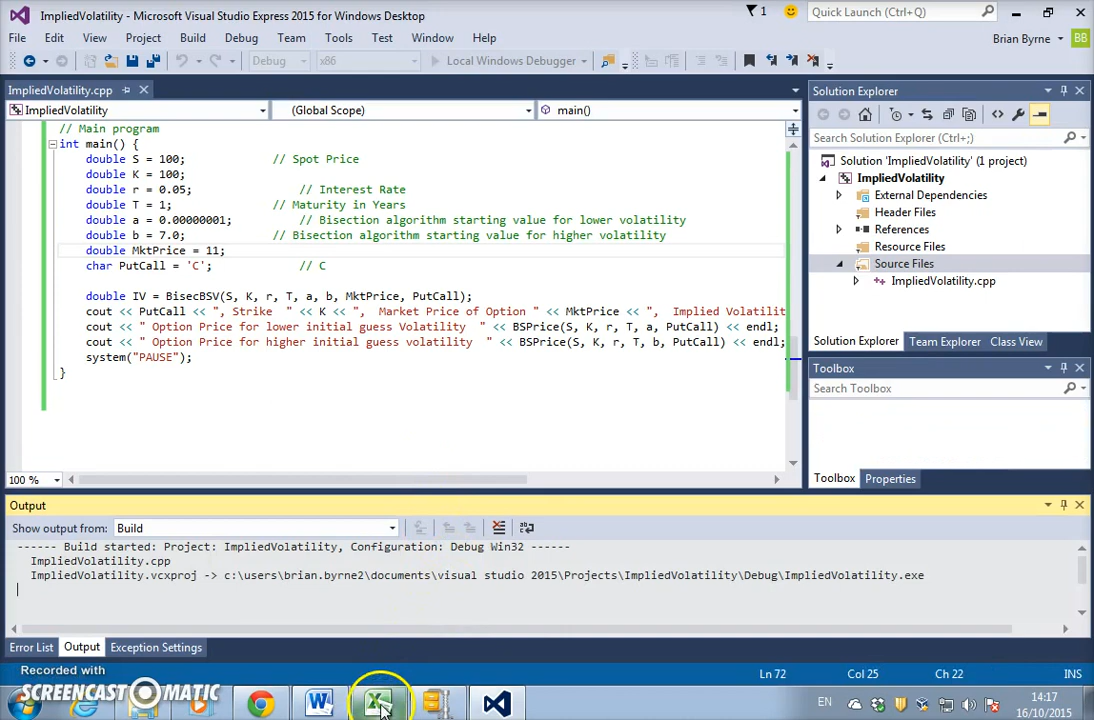 ImpliedVolatility - Microsoft Visual Studio Express 2015 for Windows Desktop
1
Quick Launch (Ctrl+Q)
File Edit View Project Build Debug Team Tools Test Window Help
Brian Byrne BB
Debug x86 Local Windows Debugger
ImpliedVolatility.cpp
ImpliedVolatility (Global Scope) main()
// Main program
int main() {
double S = 100; // Spot Price
double K = 100;
double r = 0.05; // Interest Rate
double T = 1; // Maturity in Years
double a = 0.00000001; // Bisection algorithm starting value for lower volatility
double b = 7.0; // Bisection algorithm starting value for higher volatility
double MktPrice = 11;
char PutCall = 'C'; // C
double IV = BisecBSV(S, K, r, T, a, b, MktPrice, PutCall);
cout << PutCall << ", Strike " << K << ", Market Price of Option " << MktPrice << ", Implied Volatilit
cout << " Option Price for lower initial guess Volatility " << BSPrice(S, K, r, T, a, PutCall) << endl;
cout << " Option Price for higher initial guess volatility " << BSPrice(S, K, r, T, b, PutCall) << endl;
system("PAUSE");
}
100 %
Solution Explorer
Search Solution Explorer (Ctrl+;)
Solution 'ImpliedVolatility' (1 project)
ImpliedVolatility
External Dependencies
Header Files
References
Resource Files
Source Files
ImpliedVolatility.cpp
Solution Explorer Team Explorer Class View
Toolbox
Search Toolbox
Toolbox Properties
Output
Show output from: Build
------ Build started: Project: ImpliedVolatility, Configuration: Debug Win32 ------
ImpliedVolatility.cpp
ImpliedVolatility.vcxproj -> c:\users\brian.byrne2\documents\visual studio 2015\Projects\ImpliedVolatility\Debug\ImpliedVolatility.exe
Error List Output Exception Settings
Ln 72 Col 25 Ch 22 INS
Recorded with
SCREENCAST-O-MATIC
EN
14:17
16/10/2015